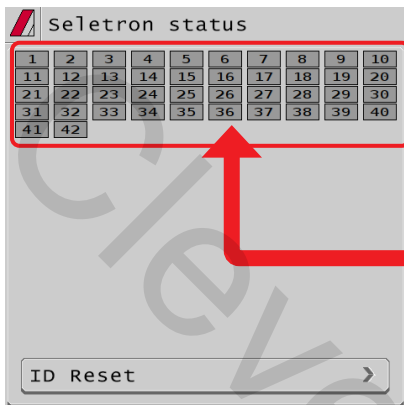 Seletron status
1 2 3 4 5 6 7 8 9 10
11 12 13 14 15 16 17 18 19 20
21 22 23 24 25 26 27 28 29 30
31 32 33 34 35 36 37 38 39 40
41 42
ID Reset >
Cleve